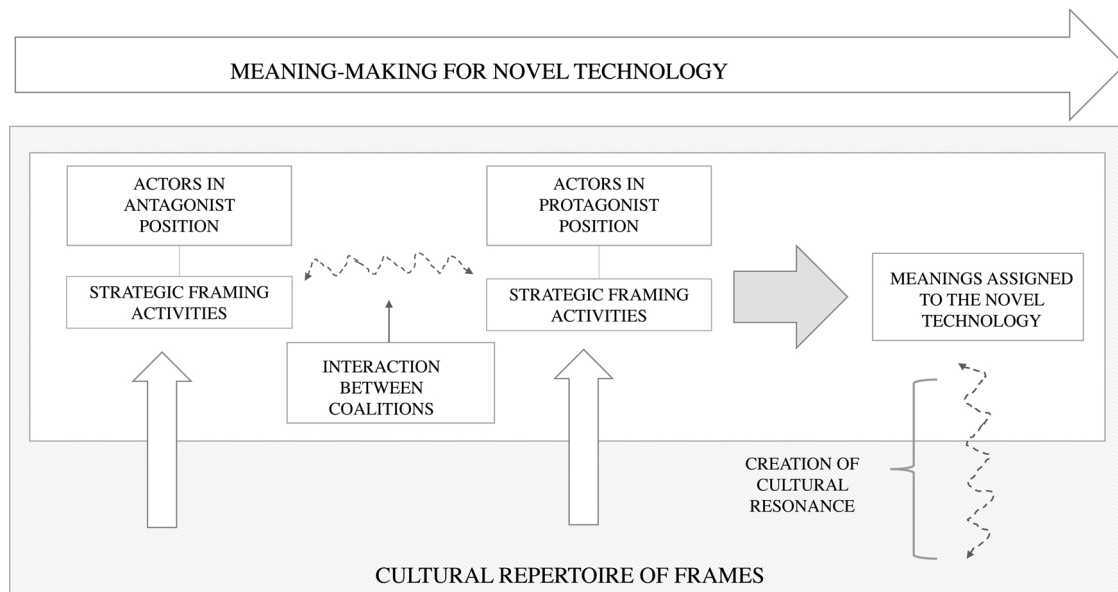 MEANING-MAKING FOR NOVEL TECHNOLOGY
ACTORS IN
ANTAGONIST
POSITION
STRATEGIC FRAMING
ACTIVITIES
INTERACTION
BETWEEN
COALITIONS
ACTORS IN
PROTAGONIST
POSITION
STRATEGIC FRAMING
ACTIVITIES
MEANINGS ASSIGNED
TO THE NOVEL
TECHNOLOGY
CREATION OF
CULTURAL
RESONANCE
CULTURAL REPERTOIRE OF FRAMES